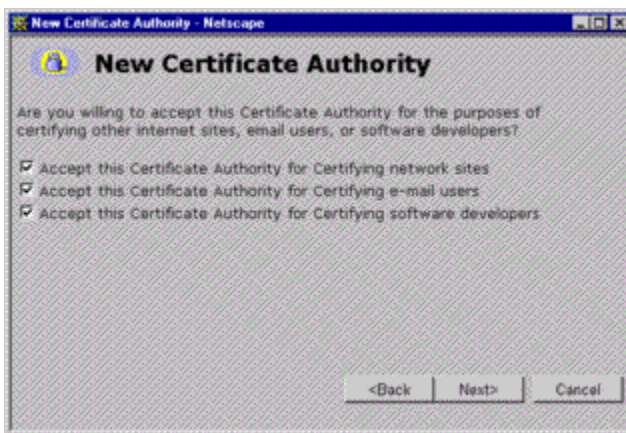 New Certificate Authority - Netscape
New Certificate Authority
Are you willing to accept this Certificate Authority for the purposes of
certifying other internet sites, email users, or software developers?
Accept this Certificate Authority for Certifying network sites
Accept this Certificate Authority for Certifying e-mail users
Accept this Certificate Authority for Certifying software developers
<Back Next> Cancel